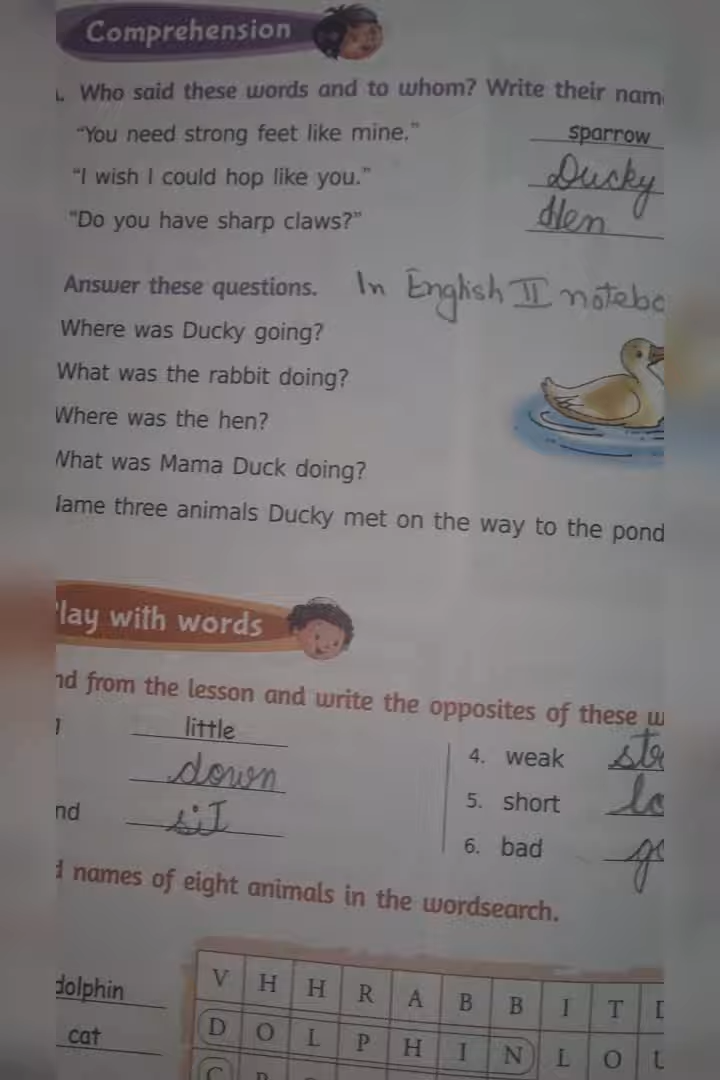 Comprehension
Who said these words and to whom? Write their nam
"You need strong feet like mine." sparrow
"I wish I could hop like you." Ducky
"Do you have sharp claws?" Hen
Answer these questions. In English II notebo
Where was Ducky going?
What was the rabbit doing?
Where was the hen?
What was Mama Duck doing?
ame three animals Ducky met on the way to the pond
lay with words
nd from the lesson and write the opposites of these w
little 4. weak str
down 5. short lo
nd sit 6. bad go
d names of eight animals in the wordsearch.
dolphin V H H R A B B I T
cat D O L P H I N L O
C